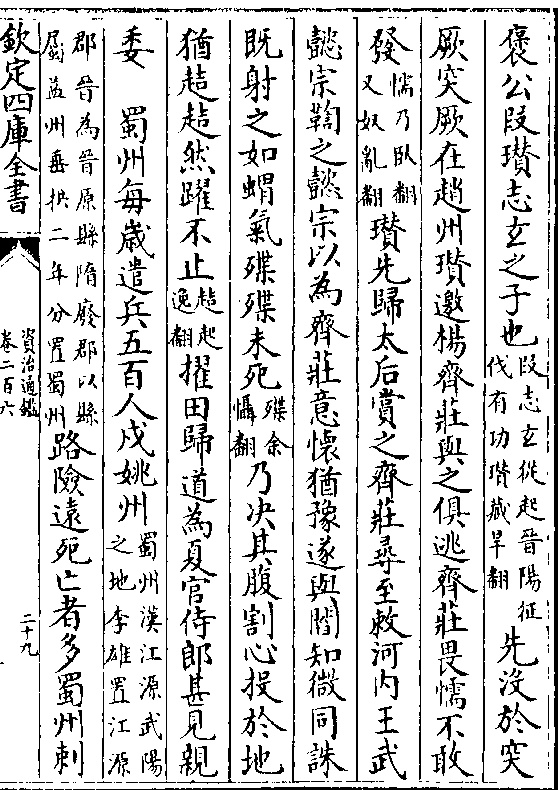 褒公段瓉志玄之子也段志玄從起晉陽征伐有功瓉藏旱翻先沒於突
厥突厥在趙州瓉邀楊齊莊與之俱逃齊莊畏懦不敢
發懦乃臥翻又奴亂翻瓉先歸太后賞之齊莊尋至敕河内王武
懿宗鞫之懿宗以為齊莊意懷猶豫遂與閻知微同誅
既射之如蝟氣殜殜未死殜余懾翻乃决其腹割心投於地
猶趌趌然躍不止趌起逸翻擢田歸道為夏官侍郎甚見親
委　蜀州每歲遣兵五百人戍姚州蜀州漢江源武陽之地李雄置江源
郡晉為晉原縣隋廢郡以縣屬益州垂拱二年分置蜀州路險遠死亡者多蜀州刺
欽定四庫全書
資治通鑑
卷二百六
二十九